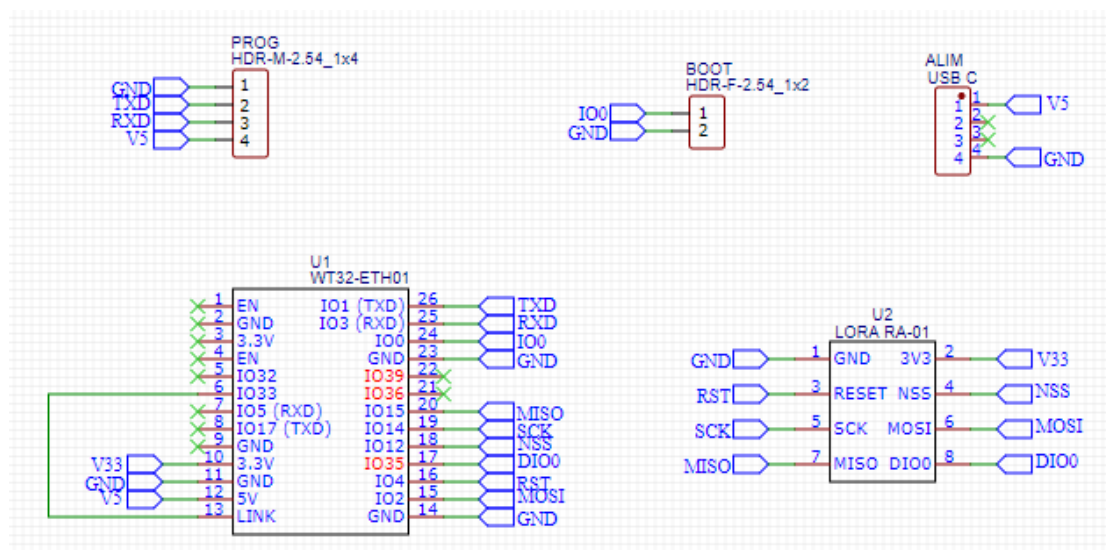 PROG
HDR-M-2.54_1x4
GND 1
TXD 2
RXD 3
V5 4
BOOT
HDR-F-2.54_1x2
IO0 1
GND 2
ALIM
USB C
1 1 V5
2 2
3 3
4 4 GND
U1
WT32-ETH01
1 EN IO1 (TXD) 26 TXD
2 GND IO3 (RXD) 25 RXD
3 3.3V IO0 24 IO0
4 EN GND 23 GND
5 IO32 IO39 22
6 IO33 IO36 21
7 IO5 (RXD) IO15 20 MISO
8 IO17 (TXD) IO14 19 SCK
9 GND IO12 18 NSS
V33 10 3.3V IO35 17 DIO0
GND 11 GND IO4 16 RST
V5 12 5V IO2 15 MOSI
13 LINK GND 14 GND
U2
LORA RA-01
GND 1 GND 3V3 2 V33
RST 3 RESET NSS 4 NSS
SCK 5 SCK MOSI 6 MOSI
MISO 7 MISO DIO0 8 DIO0